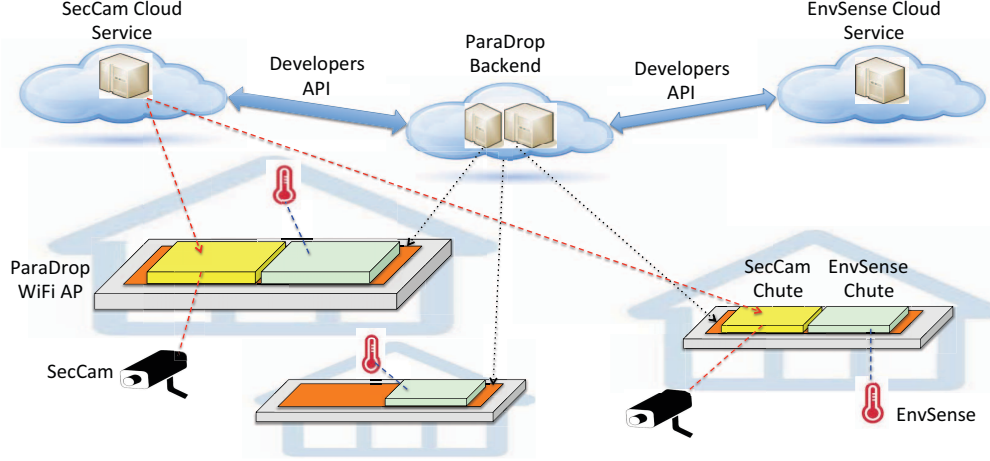 SecCam Cloud
Service
EnvSense Cloud
Service
ParaDrop
Backend
Developers
API
Developers
API
ParaDrop
WiFi AP
SecCam
Chute
EnvSense
Chute
SecCam
EnvSense